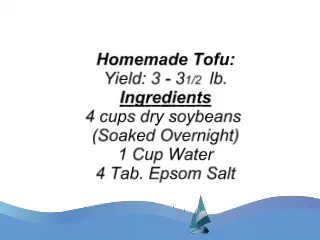 Homemade Tofu:
Yield: 3 - 31/2 lb.
Ingredients
4 cups dry soybeans
(Soaked Overnight)
1 Cup Water
4 Tab. Epsom Salt